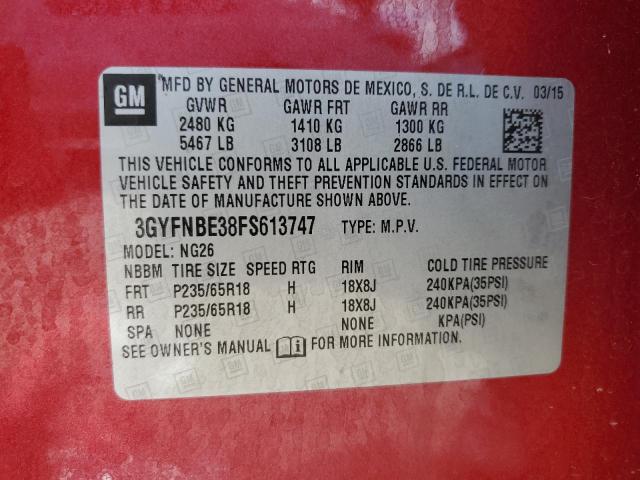 GM MFD BY GENERAL MOTORS DE MEXICO, S. DE R.L. DE C.V. 03/15
GVWR GAWR FRT GAWR RR
2480 KG 1410 KG 1300 KG
5467 LB 3108 LB 2866 LB
THIS VEHICLE CONFORMS TO ALL APPLICABLE U.S. FEDERAL MOTOR
VEHICLE SAFETY AND THEFT PREVENTION STANDARDS IN EFFECT ON
THE DATE OF MANUFACTURE SHOWN ABOVE.
3GYFNBE38FS613747 TYPE: M.P.V.
MODEL: NG26
NBBM TIRE SIZE SPEED RTG RIM COLD TIRE PRESSURE
FRT P235/65R18 H 18X8J 240KPA(35PSI)
RR P235/65R18 H 18X8J 240KPA(35PSI)
SPA NONE NONE KPA(PSI)
SEE OWNER'S MANUAL FOR MORE INFORMATION.